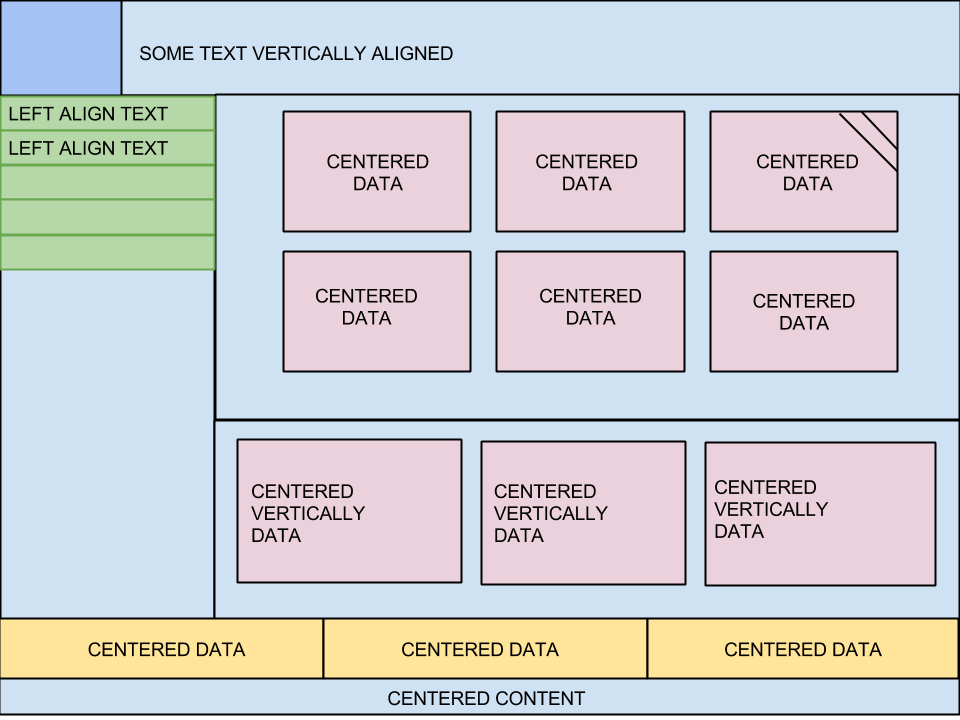 SOME TEXT VERTICALLY ALIGNED
LEFT ALIGN TEXT
LEFT ALIGN TEXT
CENTERED
DATA
CENTERED
DATA
CENTERED
DATA
CENTERED
DATA
CENTERED
DATA
CENTERED
DATA
CENTERED
VERTICALLY
DATA
CENTERED
VERTICALLY
DATA
CENTERED
VERTICALLY
DATA
CENTERED DATA
CENTERED DATA
CENTERED DATA
CENTERED CONTENT